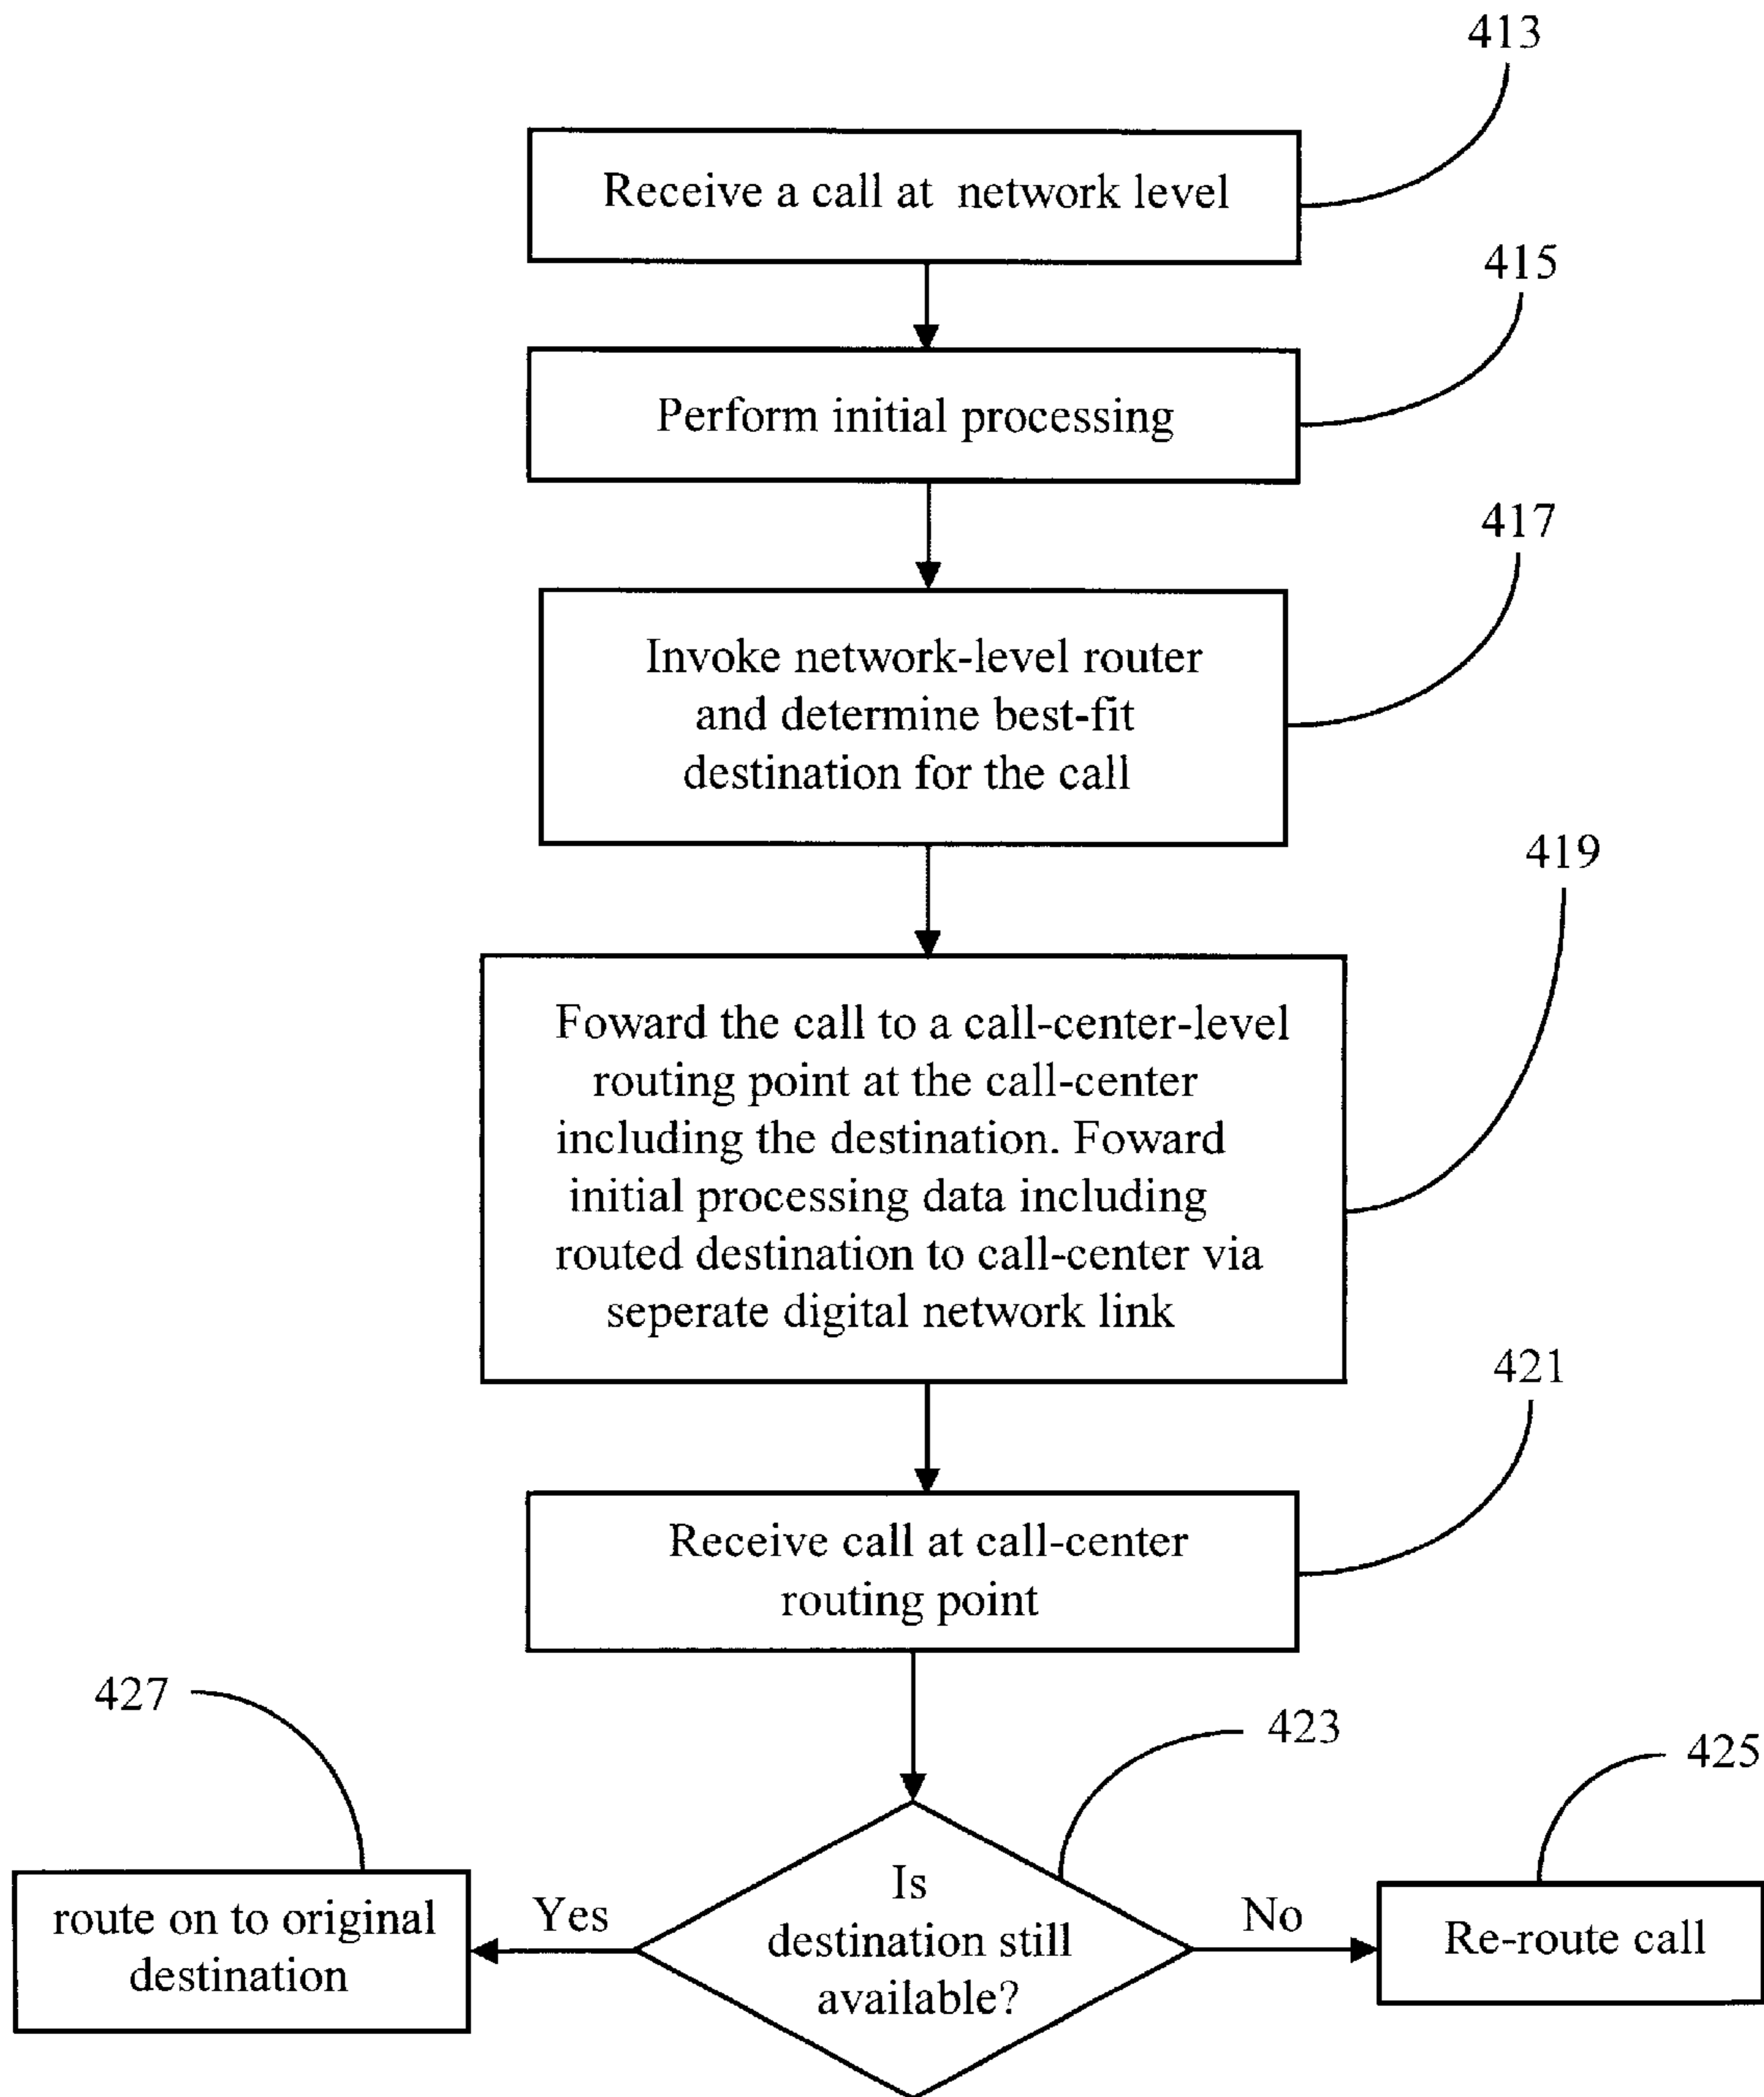 413
Receive a call at network level
415
Perform initial processing
417
Invoke network-level router
and determine best-fit
destination for the call
419
Foward the call to a call-center-level
routing point at the call-center
including the destination. Foward
initial processing data including
routed destination to call-center via
seperate digital network link
421
Receive call at call-center
routing point
427
423
425
Is
destination still
available?
Yes
No
route on to original
destination
Re-route call